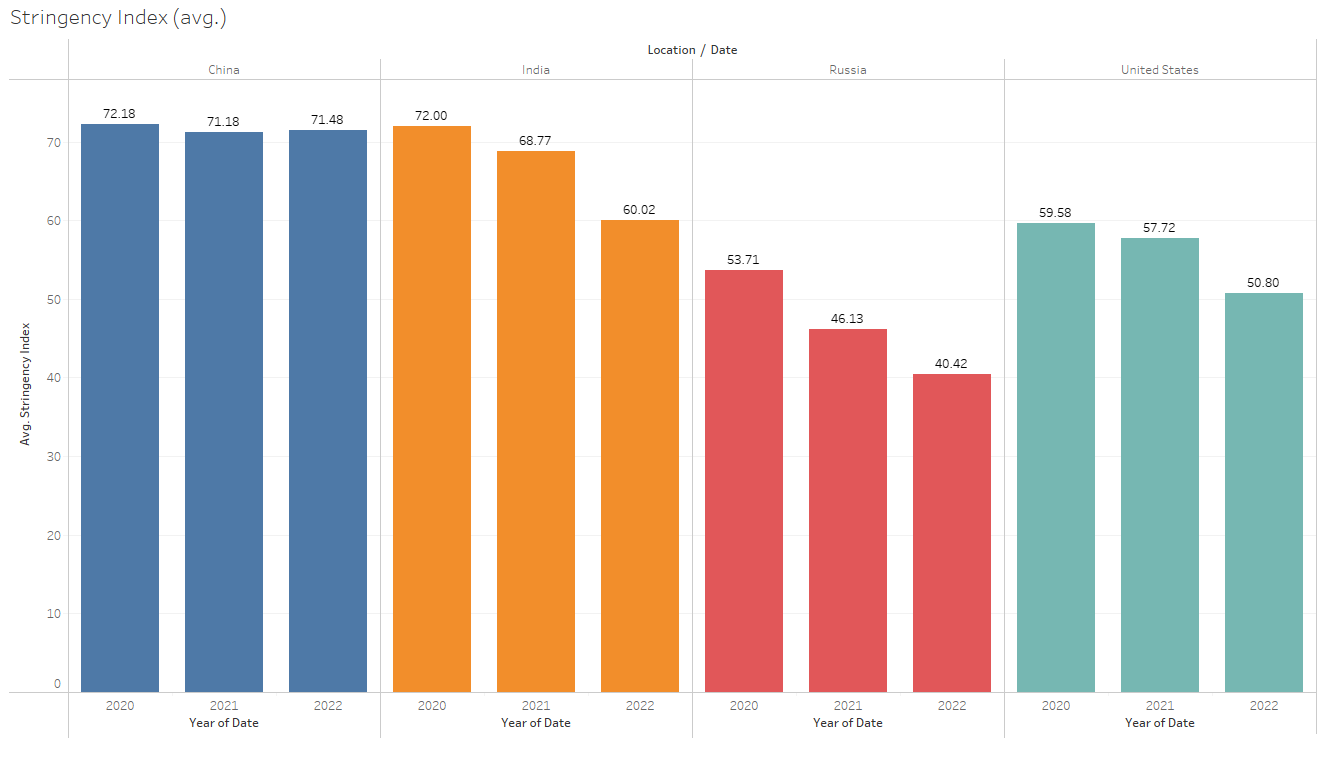 Stringency Index (avg.)
Location / Date
China India Russia United States
72.18 71.18 71.48 72.00 68.77 60.02 53.71 46.13 40.42 59.58 57.72 50.80
Avg. Stringency Index
70
60
50
40
30
20
10
0
2020 2021 2022 2020 2021 2022 2020 2021 2022 2020 2021 2022
Year of Date Year of Date Year of Date Year of Date